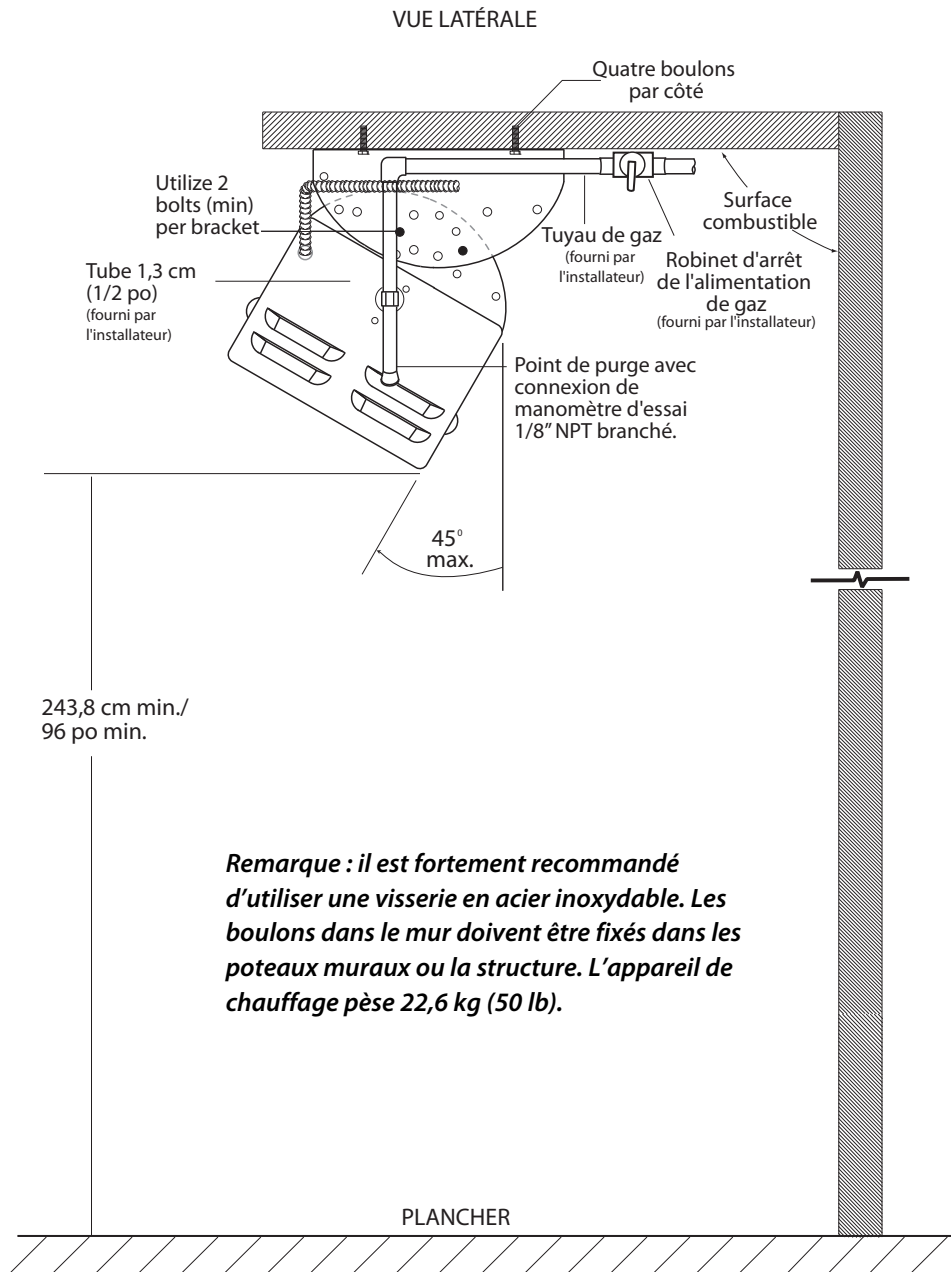 VUE LATÉRALE
Quatre boulons
par côté
Utilize 2
bolts (min)
per bracket
Surface
combustible
Tuyau de gaz
(fourni par
l'installateur)
Robinet d'arrêt
de l'alimentation
de gaz
(fourni par l'installateur)
Tube 1,3 cm
(1/2 po)
(fourni par
l'installateur)
Point de purge avec
connexion de
manomètre d'essai
1/8” NPT branché.
45⁰
max.
243,8 cm min./
96 po min.
Remarque : il est fortement recommandé
d’utiliser une visserie en acier inoxydable. Les
boulons dans le mur doivent être fixés dans les
poteaux muraux ou la structure. L’appareil de
chauffage pèse 22,6 kg (50 lb).
PLANCHER